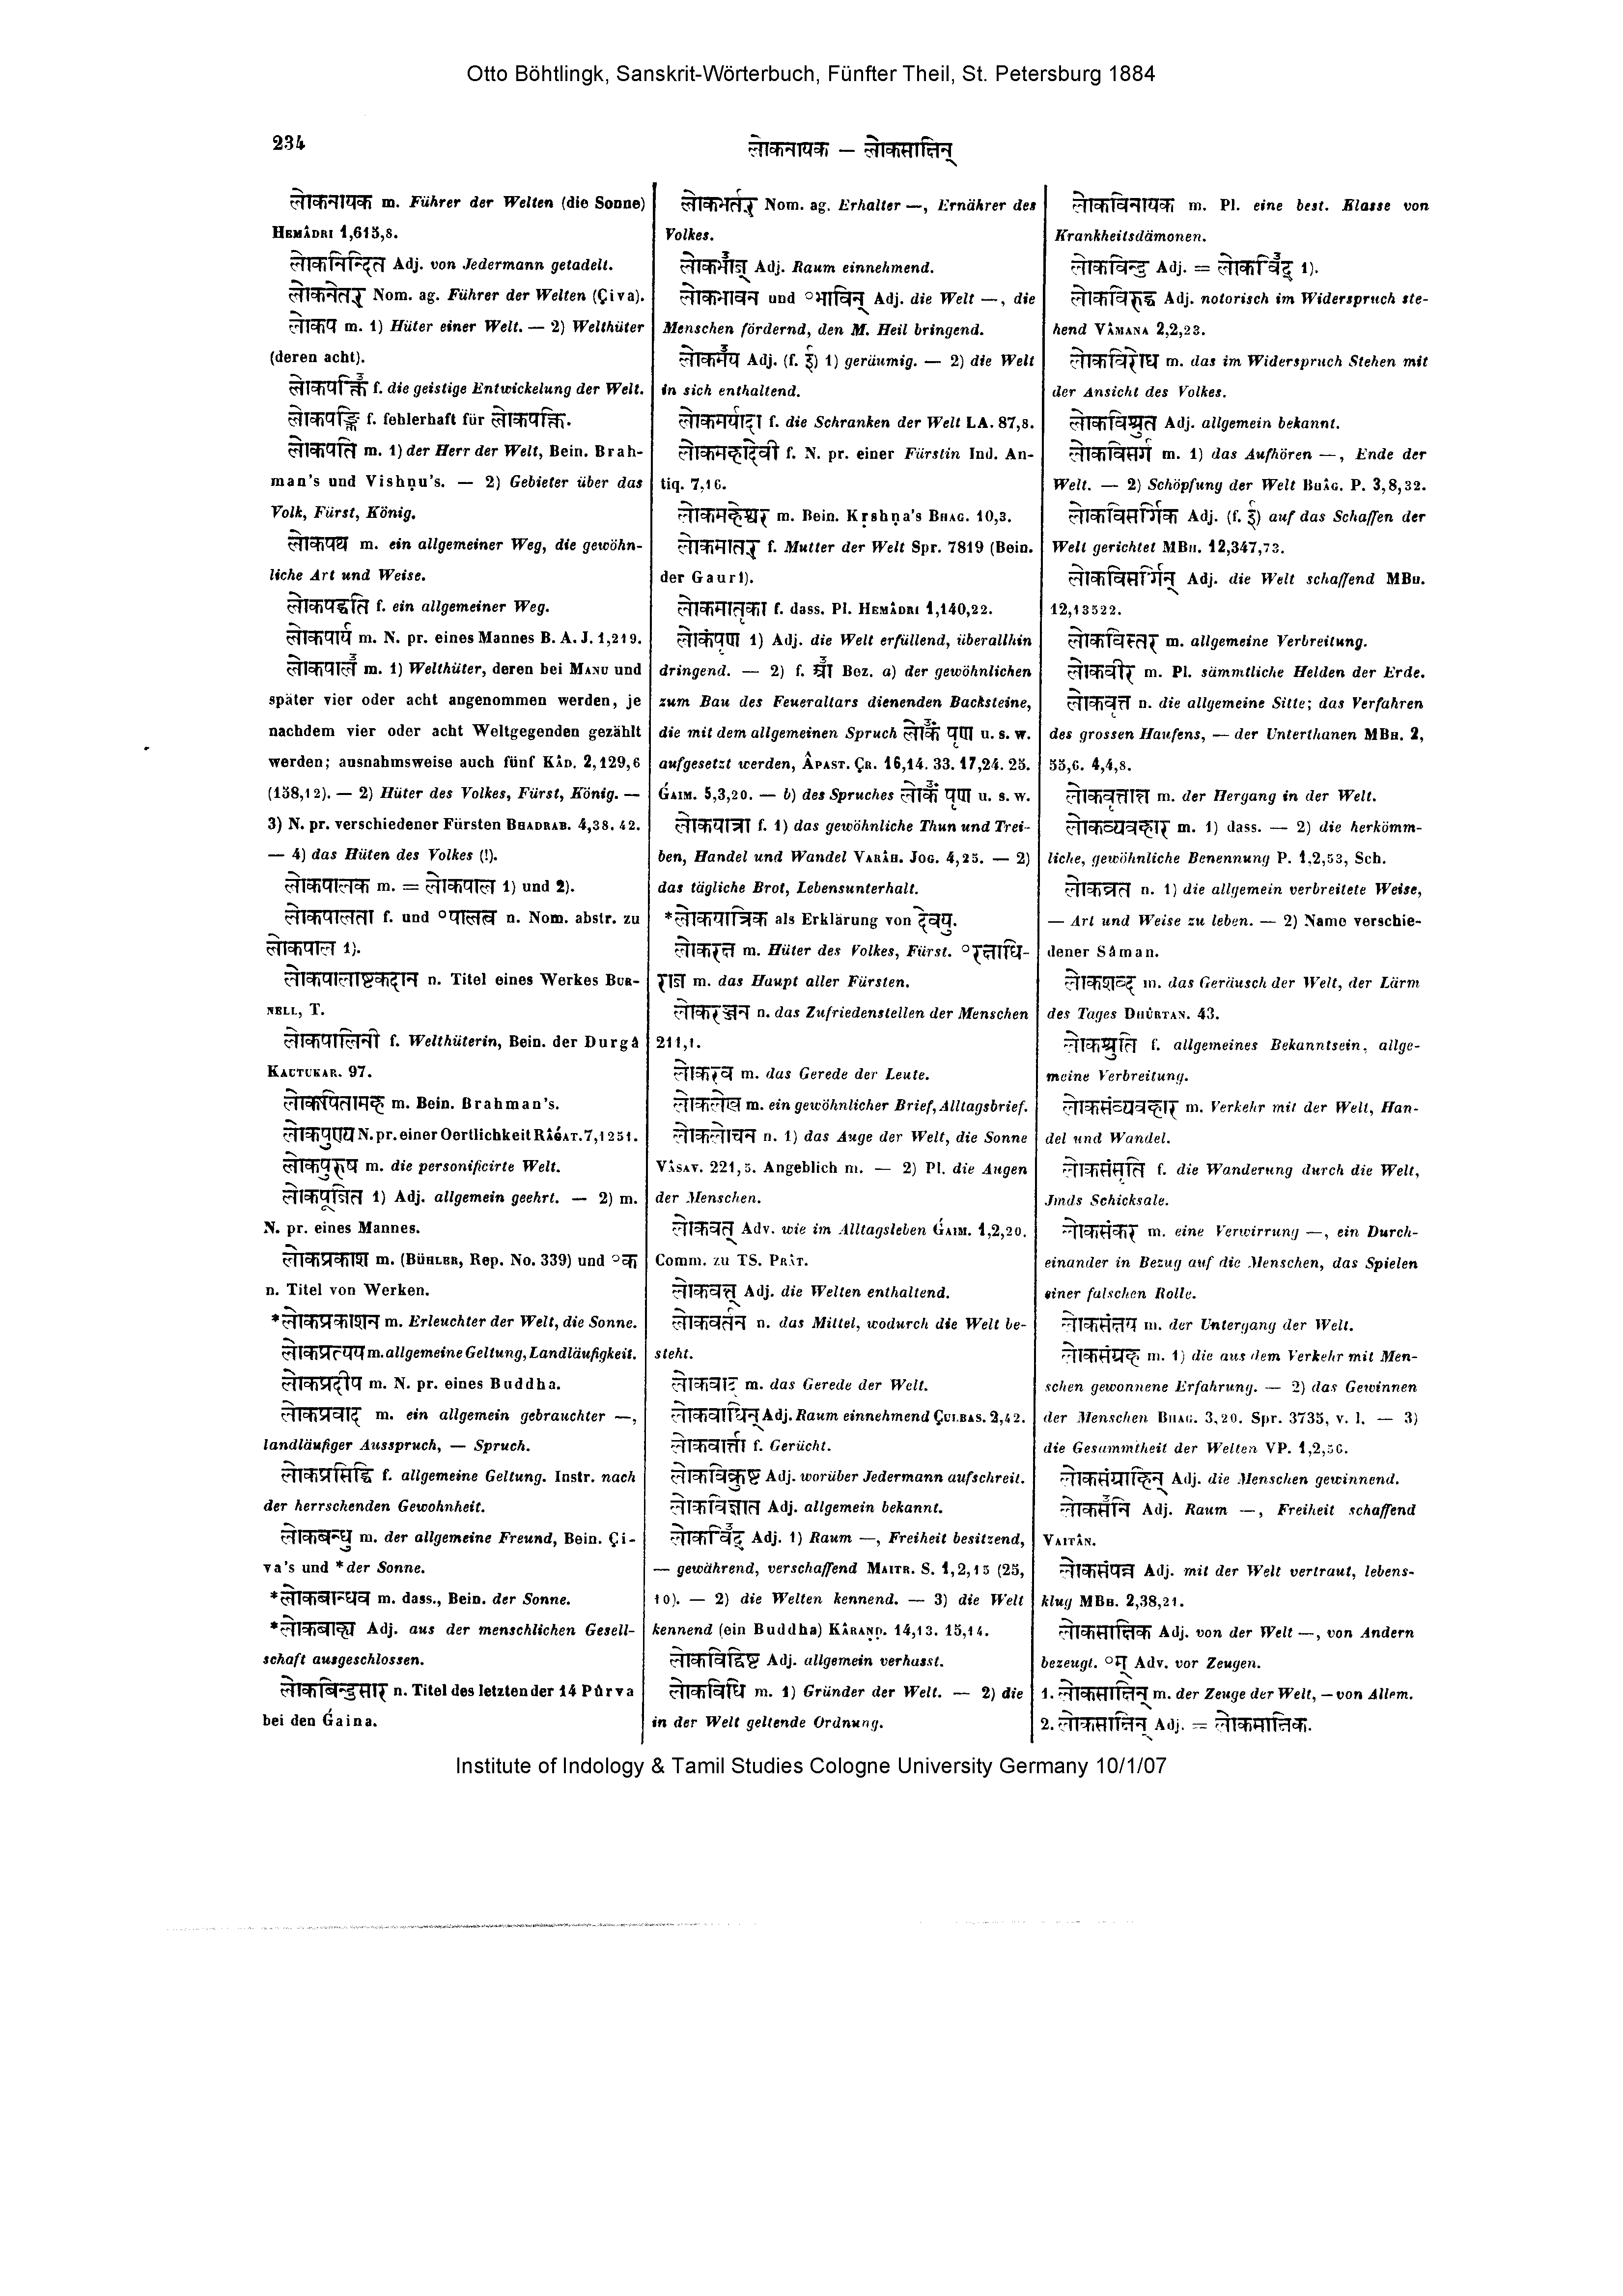 Otto Böhtlingk, Sanskrit-Wörterbuch, Fünfter Theil, St. Petersburg 1884
234
लोकनायक — लोकसाक्षिन्
लोकनायक m. Führer der Welten (die Sonne)
Hemâdri 1,615,8.
लोकनिन्दित Adj. von Jedermann getadelt.
लोकनेतर् Nom. ag. Führer der Welten (Çiva).
लोकप m. 1) Hüter einer Welt. — 2) Welthüter
(deren acht).
लोकपक्ति f. die geistige Entwickelung der Welt.
लोकपङ्क्ति f. fehlerhaft für लोकपक्ति.
लोकपति m. 1) der Herr der Welt, Bein. Brah-
man's und Vishṇu's. — 2) Gebieter über das
Volk, Fürst, König.
लोकपथ m. ein allgemeiner Weg, die gewöhn-
liche Art und Weise.
लोकपद्धति f. ein allgemeiner Weg.
लोकपार्य m. N. pr. eines Mannes B. A. J. 1,219.
लोकपाल m. 1) Welthüter, deren bei Manu und
später vier oder acht angenommen werden, je
nachdem vier oder acht Weltgegenden gezählt
werden; ausnahmsweise auch fünf Kâd. 2,129,6
(158,12). — 2) Hüter des Volkes, Fürst, König. —
3) N. pr. verschiedener Fürsten Bhadrab. 4,38. 42.
— 4) das Hüten des Volkes (!).
लोकपालक m. = लोकपाल 1) und 2).
लोकपालता f. und ॰पालत्व n. Nom. abstr. zu
लोकपाल 1).
लोकपालाष्टकदान n. Titel eines Werkes Bur-
nell, T.
लोकपालिनी f. Welthüterin, Bein. der Durgâ
Kautukar. 97.
लोकपितामह m. Bein. Brahman's.
लोकपुण्य N. pr. einer Oertlichkeit Râǵat. 7,1251.
लोकपुरुष m. die personificirte Welt.
लोकपूजित 1) Adj. allgemein geehrt. — 2) m.
N. pr. eines Mannes.
लोकप्रकाश m. (Bühler, Rep. No. 339) und ॰क
n. Titel von Werken.
*लोकप्रकाशन m. Erleuchter der Welt, die Sonne.
लोकप्रत्यय m. allgemeine Geltung, Landläufigkeit.
लोकप्रदीप m. N. pr. eines Buddha.
लोकप्रवाद m. ein allgemein gebrauchter —,
landläufiger Ausspruch, — Spruch.
लोकप्रसिद्धि f. allgemeine Geltung. Instr. nach
der herrschenden Gewohnheit.
लोकबन्धु m. der allgemeine Freund, Bein. Çi-
va's und *der Sonne.
*लोकबान्धव m. dass., Bein. der Sonne.
*लोकबाह्य Adj. aus der menschlichen Gesell-
schaft ausgeschlossen.
लोकबिन्दुसार n. Titel des letzten der 14 Pûrva
bei den Ǵaina.
लोकभर्तर् Nom. ag. Erhalter —, Ernährer des
Volkes.
लोकभाज् Adj. Raum einnehmend.
लोकभावन und ॰भाविन् Adj. die Welt —, die
Menschen fördernd, den M. Heil bringend.
लोकमय Adj. (f. ई) 1) geräumig. — 2) die Welt
in sich enthaltend.
लोकमर्यादा f. die Schranken der Welt LA. 87,8.
लोकमहादेवी f. N. pr. einer Fürstin Ind. An-
tiq. 7,16.
लोकमहेश्वर m. Bein. Kṛshṇa's Bhag. 10,3.
लोकमातर् f. Mutter der Welt Spr. 7819 (Bein.
der Gaurî).
लोकमातृका f. dass. Pl. Hemâdri 1,140,22.
लोकंपृण 1) Adj. die Welt erfüllend, überallhin
dringend. — 2) f. आ Bez. a) der gewöhnlichen
zum Bau des Feueraltars dienenden Backsteine,
die mit dem allgemeinen Spruch लोकं पृण u. s. w.
aufgesetzt werden, Âpast. Çr. 16,14. 33. 17,24. 25.
Ǵaim. 5,3,20. — b) des Spruches लोकं पृण u. s. w.
लोकयात्रा f. 1) das gewöhnliche Thun und Trei-
ben, Handel und Wandel Varâh. Jog. 4,25. — 2)
das tägliche Brot, Lebensunterhalt.
*लोकयात्रिक als Erklärung von देवयु.
लोकरक्ष m. Hüter des Volkes, Fürst. ॰रक्षाधि-
राज m. das Haupt aller Fürsten.
लोकरञ्जन n. das Zufriedenstellen der Menschen
211,1.
लोकरव m. das Gerede der Leute.
लोकलेख m. ein gewöhnlicher Brief, Alltagsbrief.
लोकलोचन n. 1) das Auge der Welt, die Sonne
Vâsav. 221,5. Angeblich m. — 2) Pl. die Augen
der Menschen.
लोकवत् Adv. wie im Alltagsleben Ǵaim. 1,2,20.
Comm. zu TS. Prât.
लोकवत्त् Adj. die Welten enthaltend.
लोकवर्तन n. das Mittel, wodurch die Welt be-
steht.
लोकवाद m. das Gerede der Welt.
लोकवाधिन् Adj. Raum einnehmend Çulbas. 2,42.
लोकवार्त्ता f. Gerücht.
लोकविक्रुष्ट Adj. worüber Jedermann aufschreit.
लोकविज्ञात Adj. allgemein bekannt.
लोकविद् Adj. 1) Raum —, Freiheit besitzend,
— gewährend, verschaffend Maitr. S. 1,2,15 (25,
10). — 2) die Welten kennend. — 3) die Welt
kennend (ein Buddha) Kâraṇḍ. 14,13. 15,14.
लोकविद्विष्ट Adj. allgemein verhasst.
लोकविधि m. 1) Gründer der Welt. — 2) die
in der Welt geltende Ordnung.
लोकविनायक m. Pl. eine best. Klasse von
Krankheitsdämonen.
लोकविन्दु Adj. = लोकविद् 1).
लोकविरुद्ध Adj. notorisch im Widerspruch ste-
hend Vâmana 2,2,23.
लोकविरोध m. das im Widerspruch Stehen mit
der Ansicht des Volkes.
लोकविश्रुत Adj. allgemein bekannt.
लोकविसर्ग m. 1) das Aufhören —, Ende der
Welt. — 2) Schöpfung der Welt Bhâg. P. 3,8,32.
लोकविसर्गिक Adj. (f. ई) auf das Schaffen der
Welt gerichtet MBh. 12,347,73.
लोकविसर्गिन् Adj. die Welt schaffend MBh.
12,13522.
लोकविस्तर m. allgemeine Verbreitung.
लोकवीर m. Pl. sämmtliche Helden der Erde.
लोकवृत्त n. die allgemeine Sitte; das Verfahren
des grossen Haufens, — der Unterthanen MBh. 2,
55,6. 4,4,8.
लोकवृत्तान्त m. der Hergang in der Welt.
लोकव्यवहार m. 1) dass. — 2) die herkömm-
liche, gewöhnliche Benennung P. 1,2,53, Sch.
लोकव्रत n. 1) die allgemein verbreitete Weise,
— Art und Weise zu leben. — 2) Name verschie-
dener Sâman.
लोकशब्द m. das Geräusch der Welt, der Lärm
des Tages Dhûrtan. 43.
लोकश्रुति f. allgemeines Bekanntsein, allge-
meine Verbreitung.
लोकसंव्यवहार m. Verkehr mit der Welt, Han-
del und Wandel.
लोकसंसृति f. die Wanderung durch die Welt,
Jmds Schicksale.
लोकसंकर m. eine Verwirrung —, ein Durch-
einander in Bezug auf die Menschen, das Spielen
einer falschen Rolle.
लोकसंक्षय m. der Untergang der Welt.
लोकसंग्रह m. 1) die aus dem Verkehr mit Men-
schen gewonnene Erfahrung. — 2) das Gewinnen
der Menschen Bhag. 3,20. Spr. 3735, v. l. — 3)
die Gesammtheit der Welten VP. 1,2,56.
लोकसंग्राहिन् Adj. die Menschen gewinnend.
लोकसनि Adj. Raum —, Freiheit schaffend
Vaitân.
लोकसंपन्न Adj. mit der Welt vertraut, lebens-
klug MBh. 2,38,21.
लोकसाक्षिक Adj. von der Welt —, von Andern
bezeugt. ॰म् Adv. vor Zeugen.
1. लोकसाक्षिन् m. der Zeuge der Welt, — von Allem.
2. लोकसाक्षिन् Adj. = लोकसाक्षिक.
Institute of Indology & Tamil Studies Cologne University Germany 10/1/07